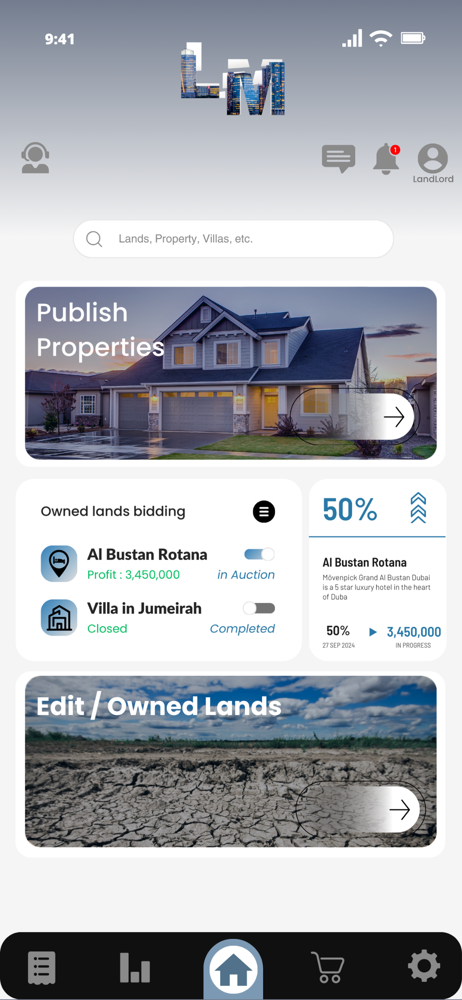 9:41
LM
1
LandLord
Lands, Property, Villas, etc.
Publish
Properties
Owned lands bidding
Al Bustan Rotana
Profit : 3,450,000
in Auction
Villa in Jumeirah
Closed
Completed
50%
Al Bustan Rotana
Mövenpick Grand Al Bustan Dubai
is a 5 star luxury hotel in the heart
of Duba
50%
3,450,000
27 SEP 2024
IN PROGRESS
Edit / Owned Lands